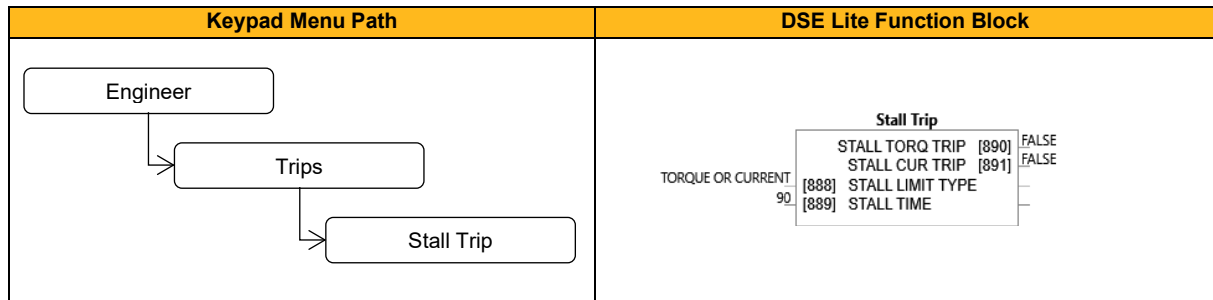 Keypad Menu Path
DSE Lite Function Block
Engineer
Trips
Stall Trip
Stall Trip
STALL TORQ TRIP [890] FALSE
STALL CUR TRIP [891] FALSE
TORQUE OR CURRENT [888] STALL LIMIT TYPE
90 [889] STALL TIME